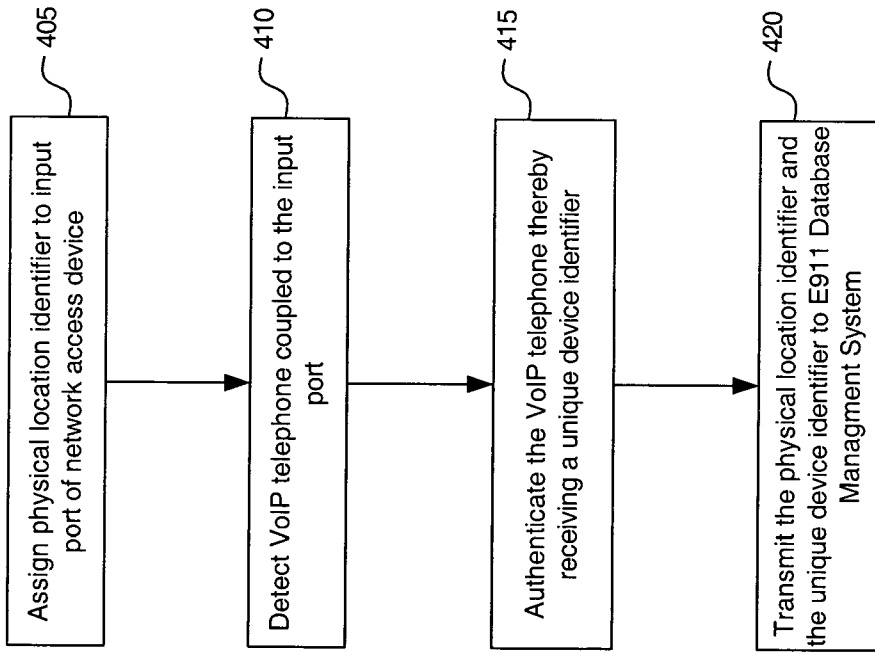 405
Assign physical location identifier to input
port of network access device
410
Detect VoIP telephone coupled to the input
port
415
Authenticate the VoIP telephone thereby
receiving a unique device identifier
420
Transmit the physical location identifier and
the unique device identifier to E911 Database
Managment System